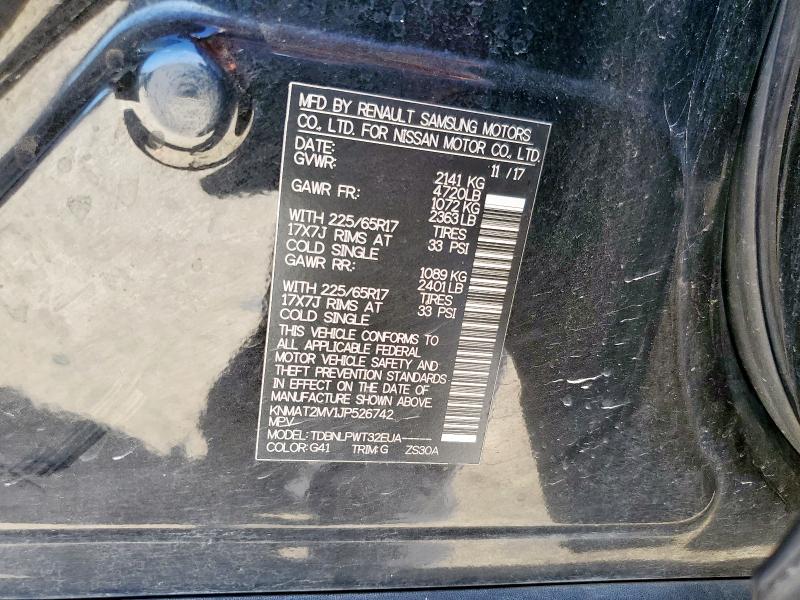 MFD BY RENAULT SAMSUNG MOTORS
CO., LTD. FOR NISSAN MOTOR CO., LTD.
DATE: 11 / 17
GVWR: 2141 KG
4720 LB
GAWR FR: 1072 KG
2363 LB
WITH 225/65R17 TIRES
17X7J RIMS AT 33 PSI
COLD SINGLE
GAWR RR: 1089 KG
2401 LB
WITH 225/65R17 TIRES
17X7J RIMS AT 33 PSI
COLD SINGLE
THIS VEHICLE CONFORMS TO
ALL APPLICABLE FEDERAL
MOTOR VEHICLE SAFETY AND
THEFT PREVENTION STANDARDS
IN EFFECT ON THE DATE OF
MANUFACTURE SHOWN ABOVE.
KNMAT2MV1JP526742
MPV
MODEL: TDBNLPWT32EUA-----
COLOR: G41 TRIM: G ZS30A